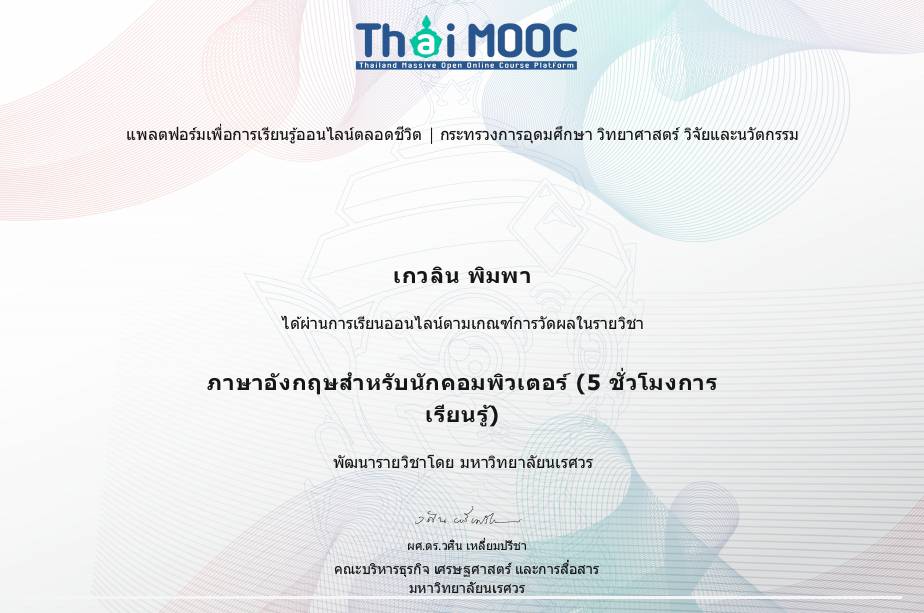 Thai MOOC
Thailand Massive Open Online Course Platform
แพลตฟอร์มเพื่อการเรียนรู้ออนไลน์ตลอดชีวิต | กระทรวงการอุดมศึกษา วิทยาศาสตร์ วิจัยและนวัตกรรม
เกวลิน พิมพา
ได้ผ่านการเรียนออนไลน์ตามเกณฑ์การวัดผลในรายวิชา
ภาษาอังกฤษสำหรับนักคอมพิวเตอร์ (5 ชั่วโมงการ
เรียนรู้)
พัฒนารายวิชาโดย มหาวิทยาลัยนเรศวร
ผศ.ดร.วศิน เหลี่ยมปรีชา
คณะบริหารธุรกิจ เศรษฐศาสตร์ และการสื่อสาร
มหาวิทยาลัยนเรศวร